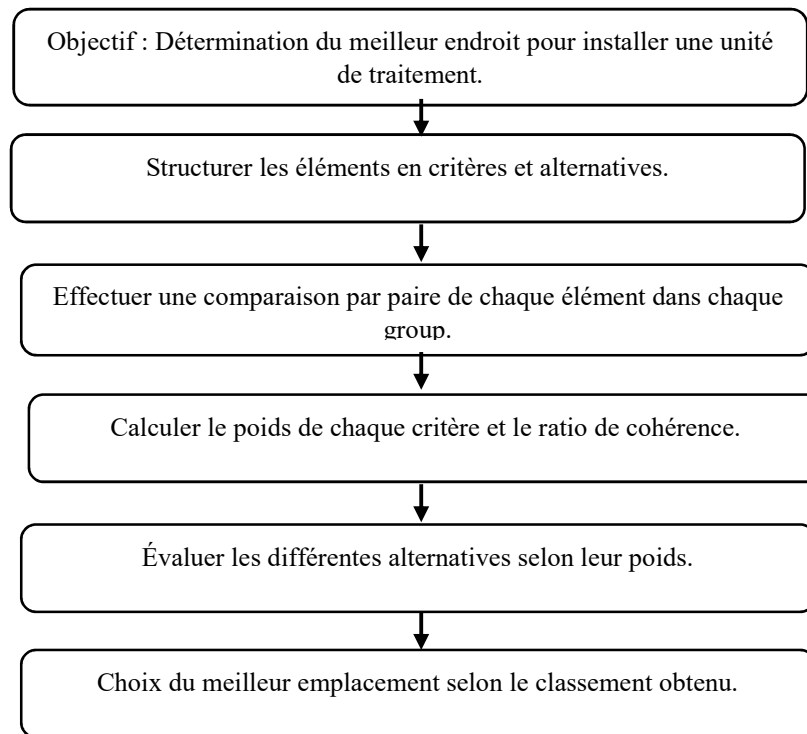 Objectif : Détermination du meilleur endroit pour installer une unité
de traitement.
Structurer les éléments en critères et alternatives.
Effectuer une comparaison par paire de chaque élément dans chaque
group.
Calculer le poids de chaque critère et le ratio de cohérence.
Évaluer les différentes alternatives selon leur poids.
Choix du meilleur emplacement selon le classement obtenu.